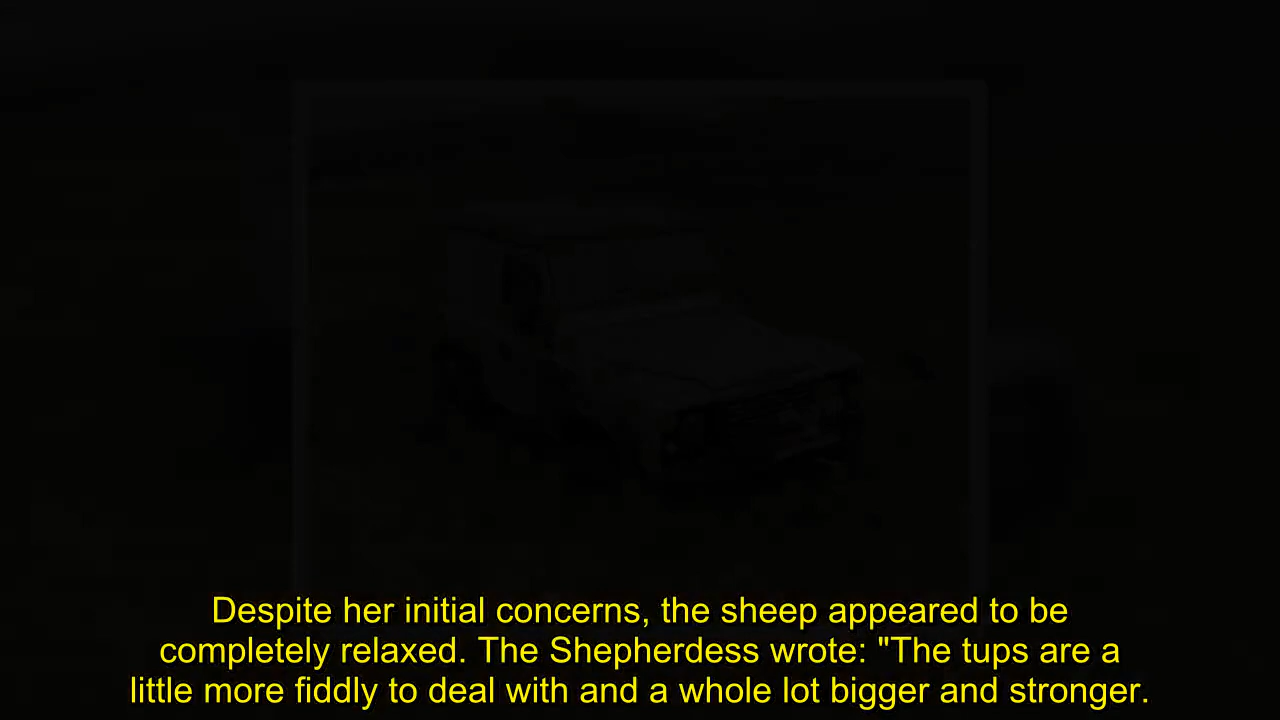 Despite her initial concerns, the sheep appeared to be
completely relaxed. The Shepherdess wrote: "The tups are a
little more fiddly to deal with and a whole lot bigger and stronger.